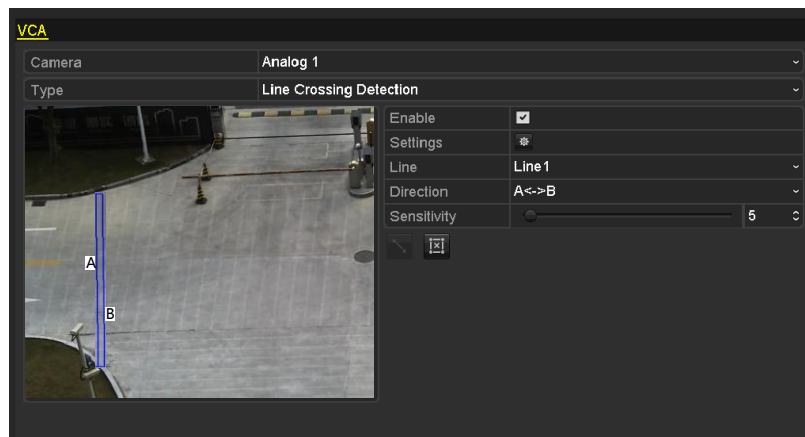 VCA
Camera Analog 1
Type Line Crossing Detection
Enable
Settings
Line Line1
Direction A<->B
Sensitivity 5
A
B